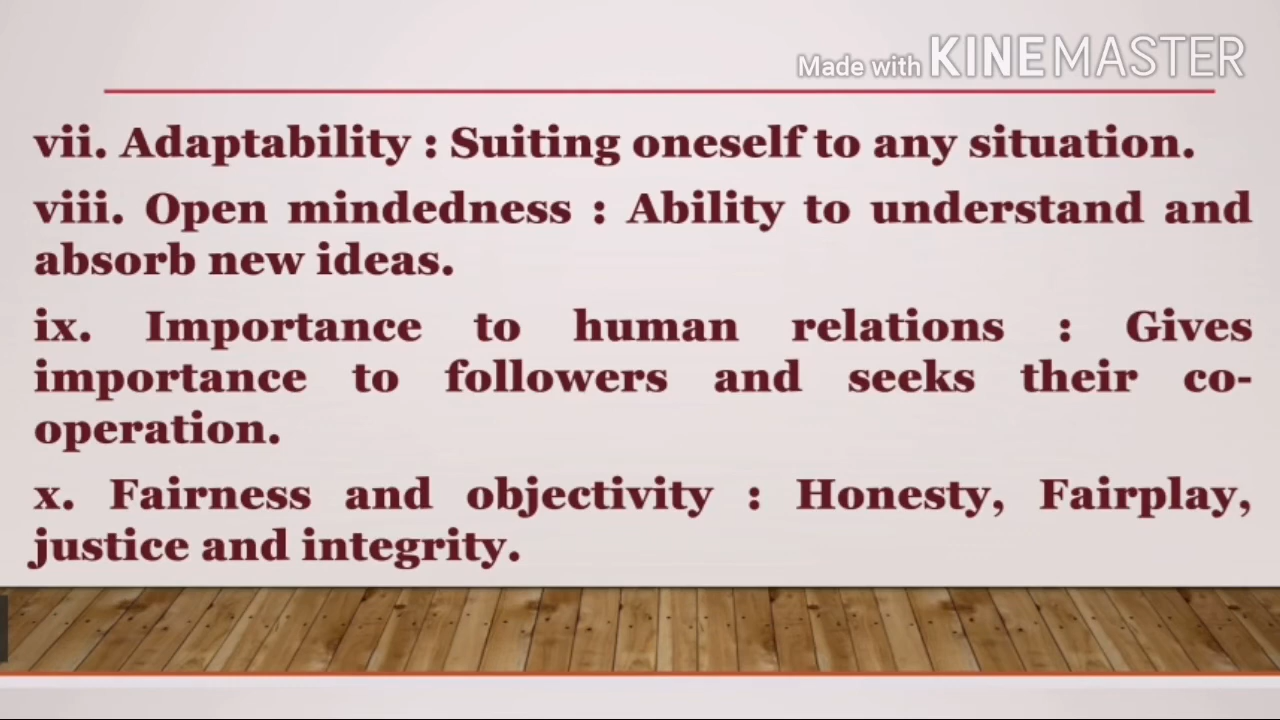 Made with KINEMASTER
vii. Adaptability : Suiting oneself to any situation.
viii. Open mindedness : Ability to understand and
absorb new ideas.
ix. Importance to human relations : Gives
importance to followers and seeks their co-
operation.
x. Fairness and objectivity : Honesty, Fairplay,
justice and integrity.